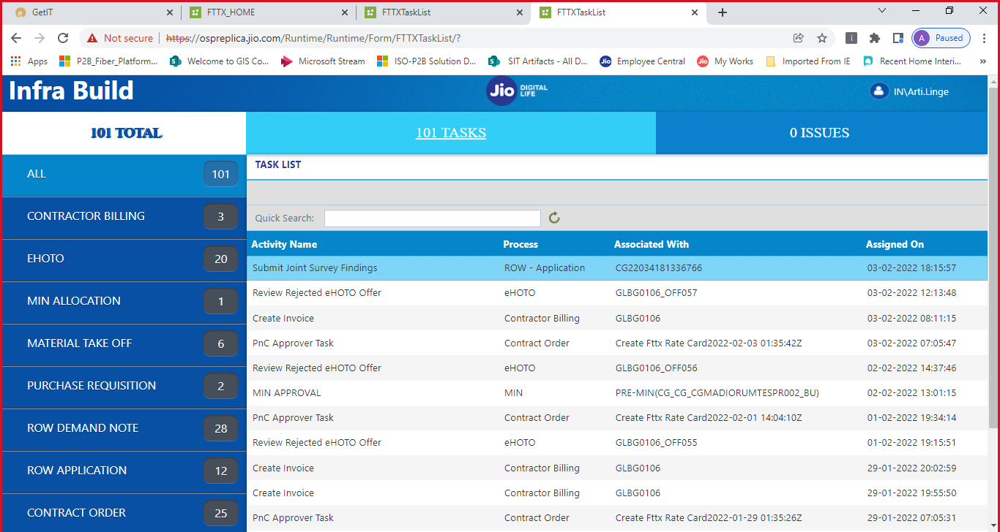 GetIT
FTTX_HOME
FTTXTaskList
FTTXTaskList
Not secure
https://ospreplica.jio.com/Runtime/Runtime/Form/FTTXTaskList/?
i
A Paused
Apps
P2B_Fiber_Platform...
Welcome to GIS Co...
Microsoft Stream
ISO-P2B Solution D...
SIT Artifacts - All D...
Employee Central
My Works
Imported From IE
Recent Home Interi...
»
Infra Build
Jio DIGITAL LIFE
IN\Arti.Linge
101 TOTAL
101 TASKS
0 ISSUES
ALL 101
CONTRACTOR BILLING 3
EHOTO 20
MIN ALLOCATION 1
MATERIAL TAKE OFF 6
PURCHASE REQUISITION 2
ROW DEMAND NOTE 28
ROW APPLICATION 12
CONTRACT ORDER 25
TASK LIST
Quick Search:
Activity Name Process Associated With Assigned On
Submit Joint Survey Findings ROW - Application CG22034181336766 03-02-2022 18:15:57
Review Rejected eHOTO Offer eHOTO GLBG0106_OFF057 03-02-2022 12:13:48
Create Invoice Contractor Billing GLBG0106 03-02-2022 08:11:15
PnC Approver Task Contract Order Create Fttx Rate Card2022-02-03 01:35:42Z 03-02-2022 07:05:47
Review Rejected eHOTO Offer eHOTO GLBG0106_OFF056 02-02-2022 14:37:46
MIN APPROVAL MIN PRE-MIN(CG_CG_CGMADIORUMTESPR002_BU) 02-02-2022 13:01:15
PnC Approver Task Contract Order Create Fttx Rate Card2022-02-01 14:04:10Z 01-02-2022 19:34:14
Review Rejected eHOTO Offer eHOTO GLBG0106_OFF055 01-02-2022 19:15:51
Create Invoice Contractor Billing GLBG0106 29-01-2022 20:02:59
Create Invoice Contractor Billing GLBG0106 29-01-2022 19:55:50
PnC Approver Task Contract Order Create Fttx Rate Card2022-01-29 01:35:26Z 29-01-2022 07:05:31